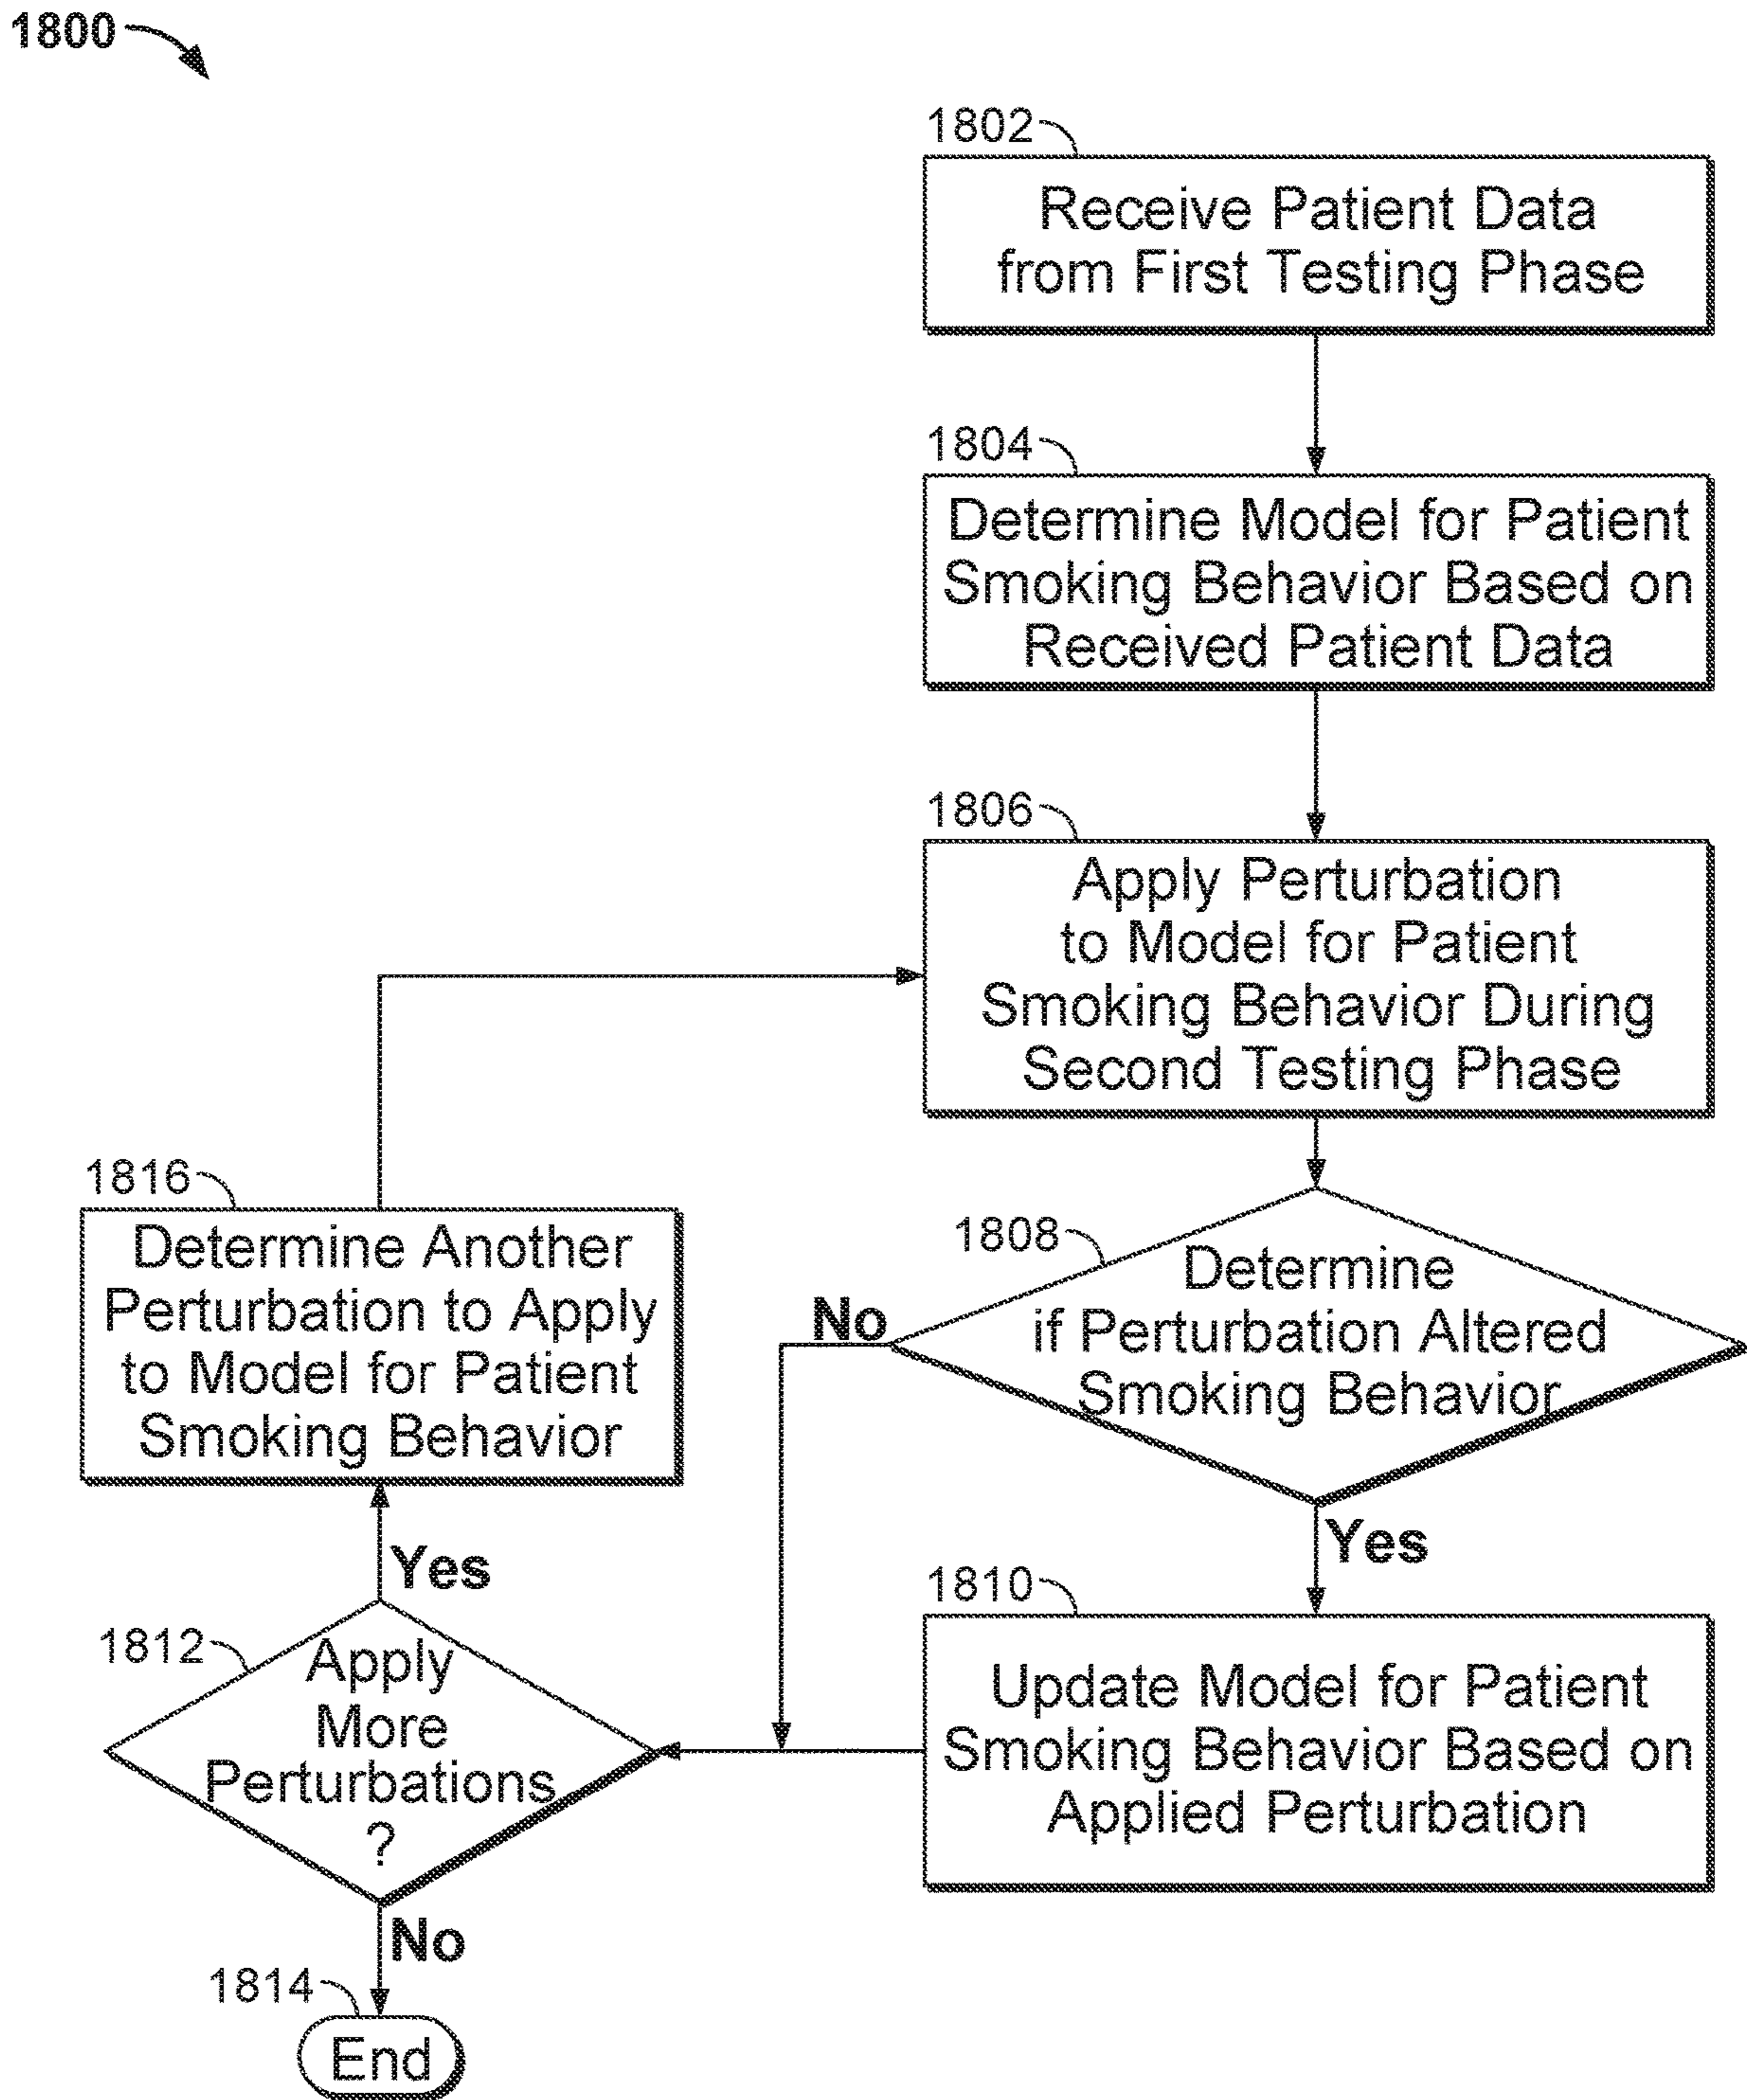 1800
1802
Receive Patient Data
from First Testing Phase
1804
Determine Model for Patient
Smoking Behavior Based on
Received Patient Data
1806
Apply Perturbation
to Model for Patient
Smoking Behavior During
Second Testing Phase
1808
Determine
if Perturbation Altered
Smoking Behavior
No
Yes
1810
Update Model for Patient
Smoking Behavior Based on
Applied Perturbation
1812
Apply
More
Perturbations
?
Yes
No
1816
Determine Another
Perturbation to Apply
to Model for Patient
Smoking Behavior
1814
End